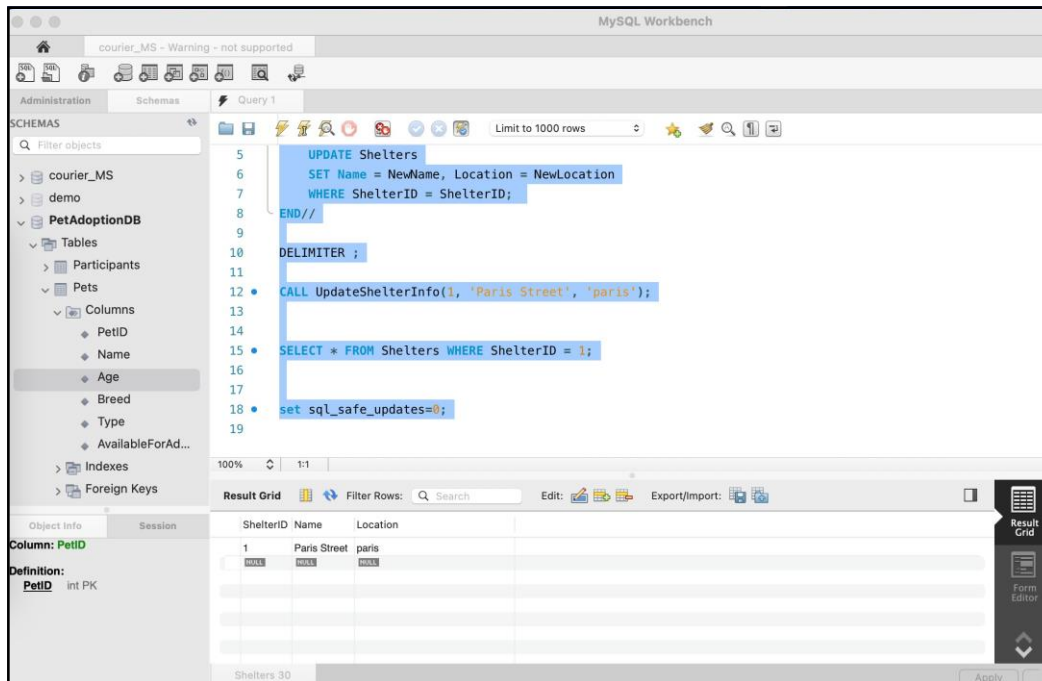 MySQL Workbench
courier_MS - Warning - not supported
Administration
Schemas
Query 1
SCHEMAS
Filter objects
courier_MS
demo
PetAdoptionDB
Tables
Participants
Pets
Columns
PetID
Name
Age
Breed
Type
AvailableForAd...
Indexes
Foreign Keys
Object Info
Session
Column: PetID
Definition:
PetID int PK
Limit to 1000 rows
5 UPDATE Shelters
6 SET Name = NewName, Location = NewLocation
7 WHERE ShelterID = ShelterID;
8 END//
9
10 DELIMITER ;
11
12 CALL UpdateShelterInfo(1, 'Paris Street', 'paris');
13
14
15 SELECT * FROM Shelters WHERE ShelterID = 1;
16
17
18 set sql_safe_updates=0;
19
100% 1:1
Result Grid Filter Rows: Search Edit: Export/Import:
ShelterID Name Location
1 Paris Street paris
NULL NULL NULL
Result
Grid
Form
Editor
Shelters 30
Apply